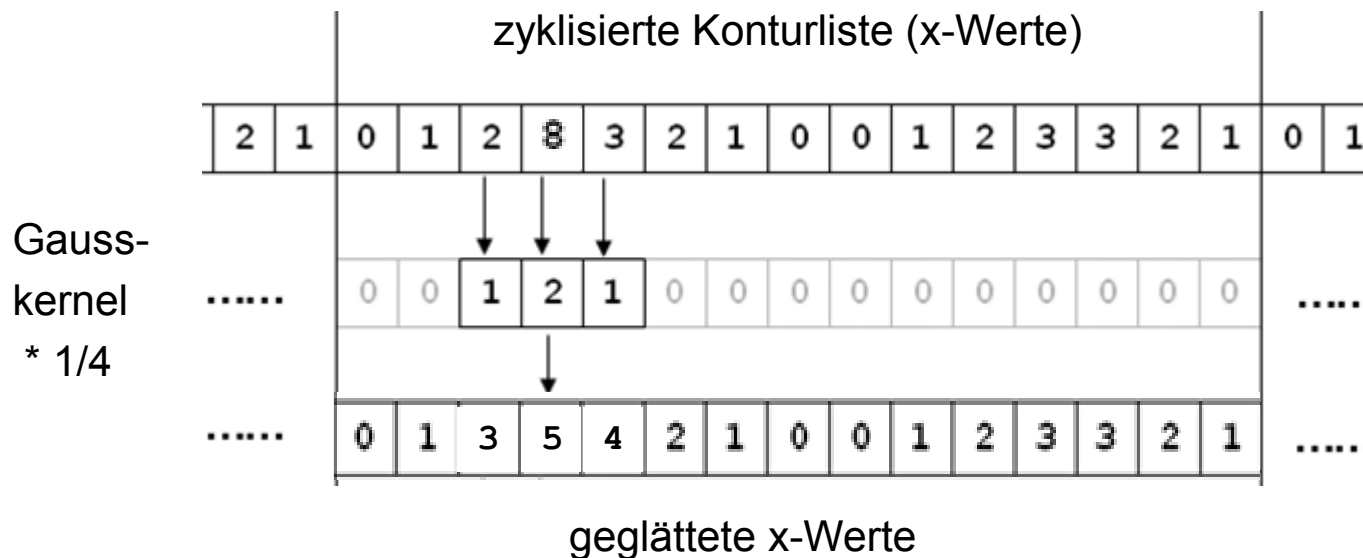 zyklisierte Konturliste (x-Werte)
2 1 0 1 2 8 3 2 1 0 0 1 2 3 3 2 1 0 1
Gauss-
kernel
* 1/4
...... 0 0 1 2 1 0 0 0 0 0 0 0 0 0 0 ......
...... 0 1 3 5 4 2 1 0 0 1 2 3 3 2 1 ......
geglättete x-Werte